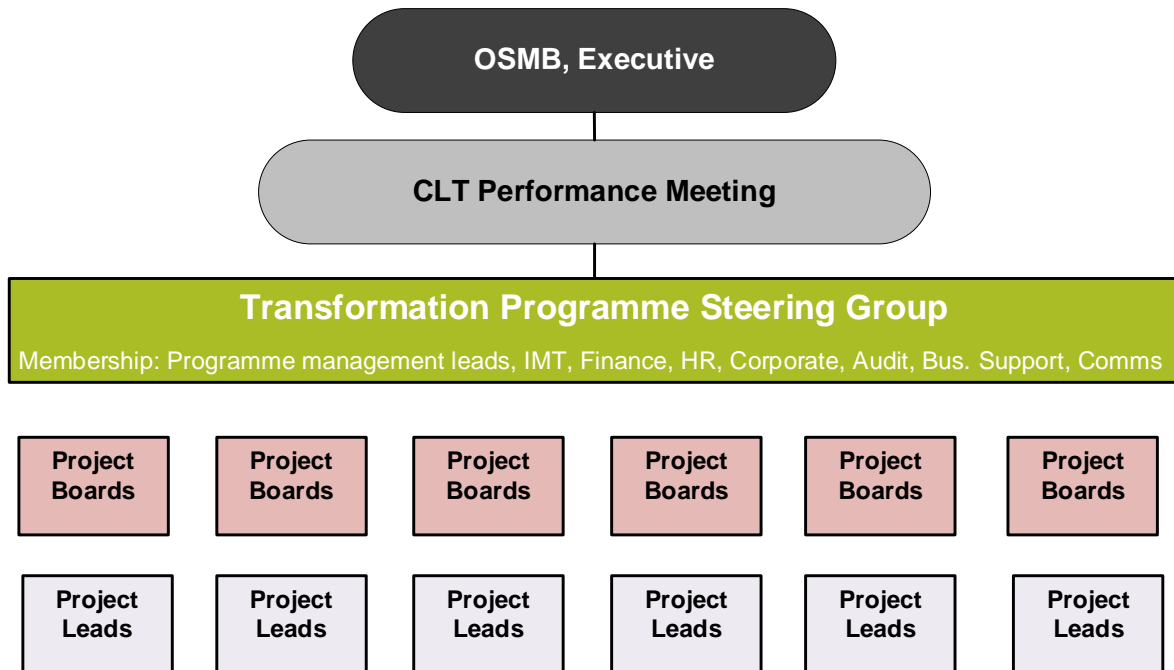 OSMB, Executive
CLT Performance Meeting
Transformation Programme Steering Group
Membership: Programme management leads, IMT, Finance, HR, Corporate, Audit, Bus. Support, Comms
Project
Boards
Project
Boards
Project
Boards
Project
Boards
Project
Boards
Project
Boards
Project
Leads
Project
Leads
Project
Leads
Project
Leads
Project
Leads
Project
Leads